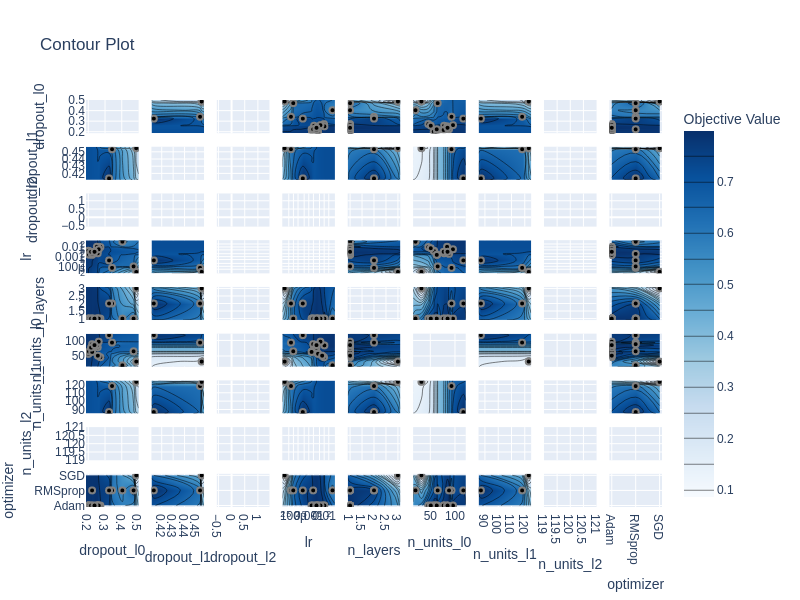 Contour Plot
Objective Value
dropout_l0
0.5
0.4
0.3
0.2
dropout_l1
0.45
0.44
0.43
0.42
dropout_l2
1
0.5
0
−0.5
lr
0.01
0.001
100μ
n_layers
3
2.5
2
1.5
1
n_units_l0
100
50
n_units_l1
120
110
100
90
n_units_l2
121
120.5
120
119.5
119
optimizer
SGD
RMSprop
Adam
0.7
0.6
0.5
0.4
0.3
0.2
0.1
0.2 0.3 0.4 0.5
0.42 0.43 0.44 0.45
−0.5 0 0.5 1
1 1.5 2 2.5 3
50 100
90 100 110 120
119 119.5 120 120.5 121
Adam RMSprop SGD
dropout_l0 dropout_l1 dropout_l2 lr n_layers n_units_l0 n_units_l1 n_units_l2 optimizer